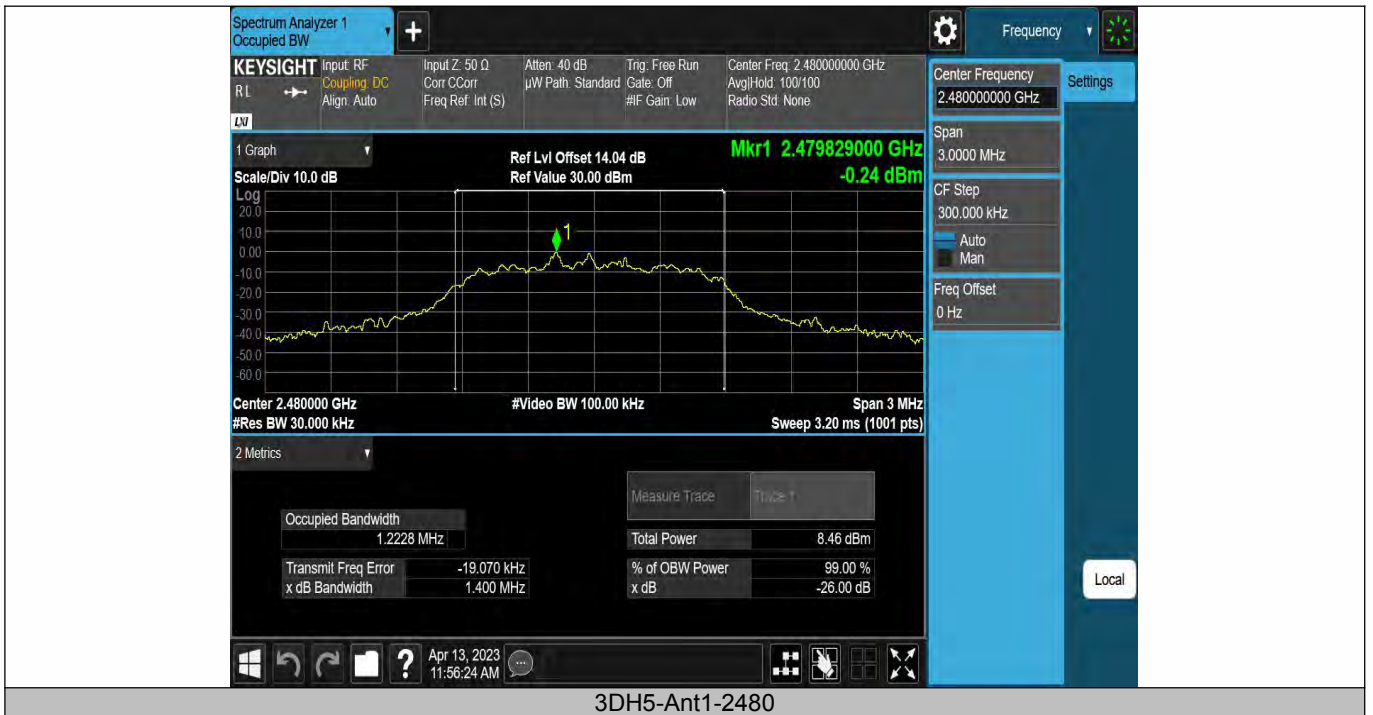 Spectrum Analyzer 1
Occupied BW
Frequency
KEYSIGHT
RL
LXI
Input: RF
Coupling: DC
Align: Auto
Input Z: 50 Ω
Corr CCorr
Freq Ref: Int (S)
Atten: 40 dB
µW Path: Standard
Trig: Free Run
Gate: Off
#IF Gain: Low
Center Freq: 2.480000000 GHz
Avg|Hold: 100/100
Radio Std: None
Center Frequency
2.480000000 GHz
Settings
Span
3.0000 MHz
CF Step
300.000 kHz
Auto
Man
Freq Offset
0 Hz
Local
1 Graph
Scale/Div 10.0 dB
Ref Lvl Offset 14.04 dB
Ref Value 30.00 dBm
Mkr1 2.479829000 GHz
-0.24 dBm
Log
20.0
10.0
0.00
-10.0
-20.0
-30.0
-40.0
-50.0
-60.0
1
Center 2.480000 GHz
#Video BW 100.00 kHz
Span 3 MHz
#Res BW 30.000 kHz
Sweep 3.20 ms (1001 pts)
2 Metrics
Measure Trace
Trace 1
Occupied Bandwidth
1.2228 MHz
Total Power
8.46 dBm
Transmit Freq Error
-19.070 kHz
% of OBW Power
99.00 %
x dB Bandwidth
1.400 MHz
x dB
-26.00 dB
?
Apr 13, 2023
11:56:24 AM
3DH5-Ant1-2480